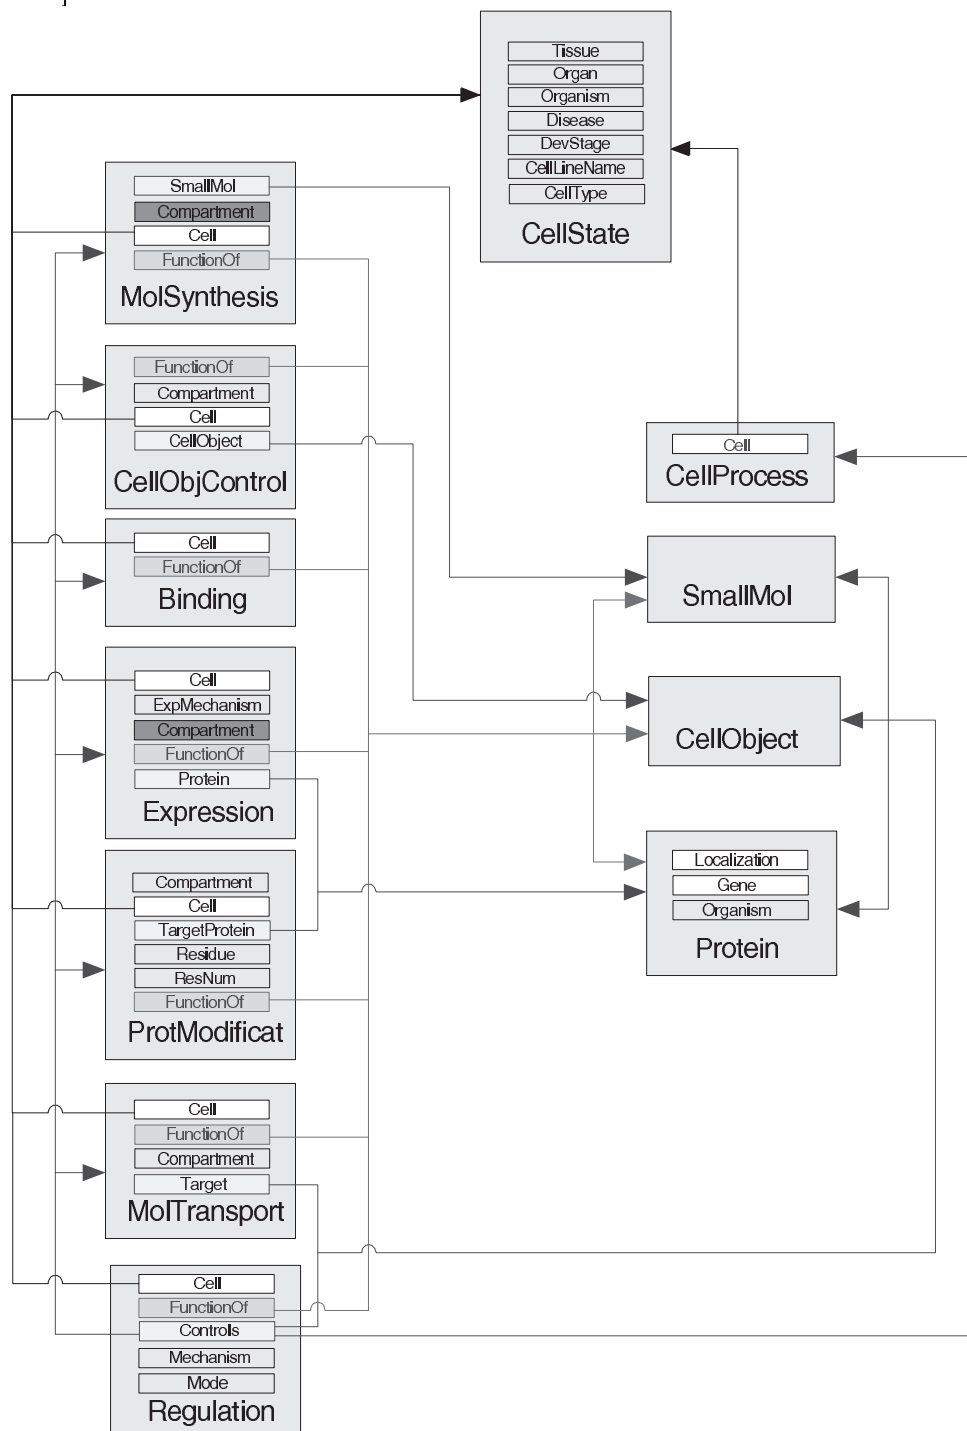 ]
Tissue
Organ
Organism
Disease
DevStage
CellLineName
CellType
CellState
SmallMol
Compartment
Cell
FunctionOf
MolSynthesis
FunctionOf
Compartment
Cell
CellObject
CellObjControl
Cell
CellProcess
Cell
FunctionOf
Binding
SmallMol
Cell
ExpMechanism
Compartment
FunctionOf
Protein
Expression
CellObject
Compartment
Cell
TargetProtein
Residue
ResNum
FunctionOf
ProtModificat
Localization
Gene
Organism
Protein
Cell
FunctionOf
Compartment
Target
MolTransport
Cell
FunctionOf
Controls
Mechanism
Mode
Regulation